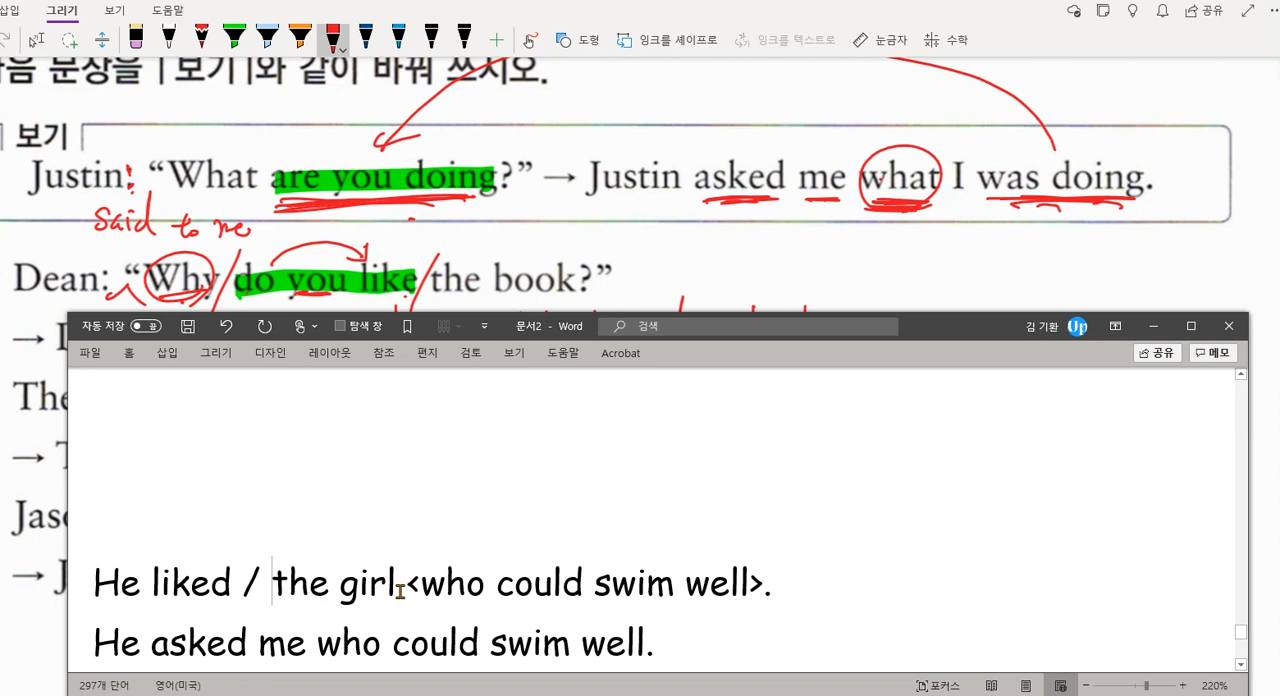 삽입 그리기 보기 도움말 공유
도형 잉크를 셰이프로 잉크를 텍스트로 눈금자 수학
음 문장을 | 보기 |와 같이 바꿔 쓰시오.
보기
Justin: “What are you doing?” → Justin asked me what I was doing.
said to me
Dean: “Why / do you like / the book?”
→
The
→
Jaso
→ J
자동 저장 끔 탐색 창 문서2 - Word 검색 김 기환 Up
파일 홈 삽입 그리기 디자인 레이아웃 참조 편지 검토 보기 도움말 Acrobat 공유 메모
He liked / the girl <who could swim well>.
He asked me who could swim well.
297개 단어 영어(미국) 포커스 220%